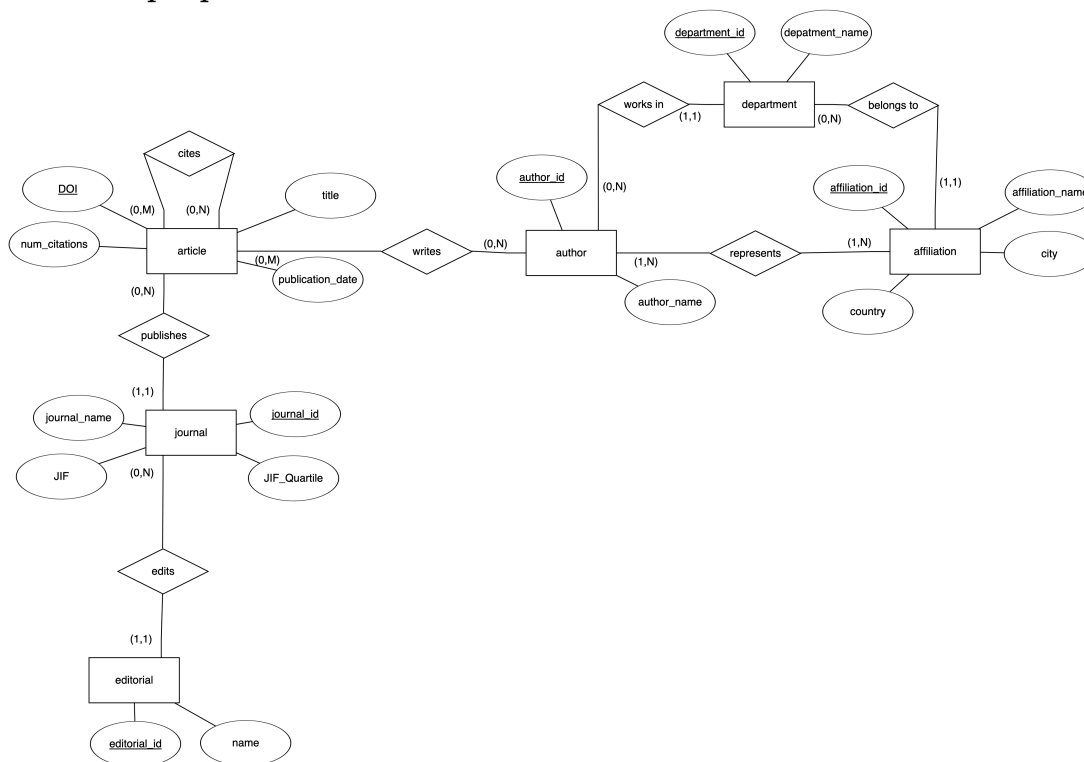 department_id
depatment_name
works in
department
belongs to
(1,1)
(0,N)
cites
DOI
title
author_id
affiliation_id
affiliation_name
(0,M)
(0,N)
(0,N)
(1,1)
num_citations
article
writes
(0,N)
author
represents
(1,N)
affiliation
city
(0,M)
(1,N)
publication_date
author_name
country
(0,N)
publishes
(1,1)
journal_name
journal_id
journal
JIF
(0,N)
JIF_Quartile
edits
(1,1)
editorial
editorial_id
name